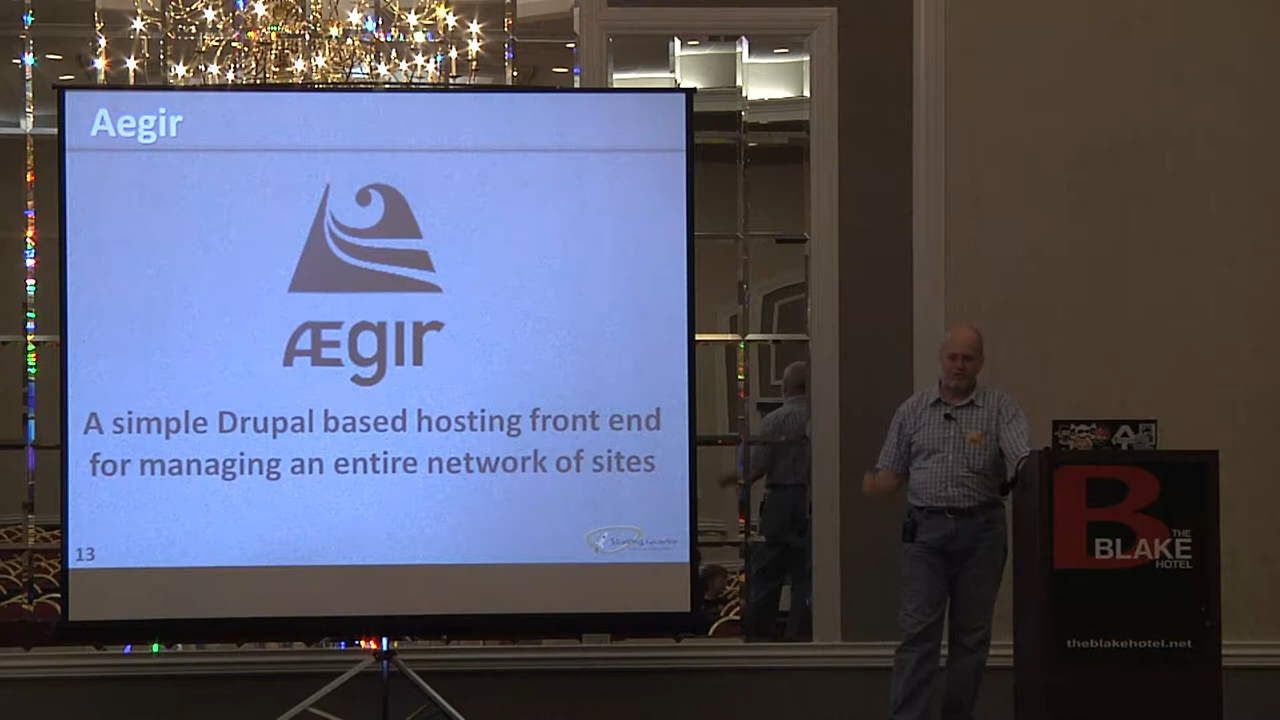 Aegir
ÆGIR
A simple Drupal based hosting front end
for managing an entire network of sites
13
B
THE
BLAKE
HOTEL
theblakehotel.net